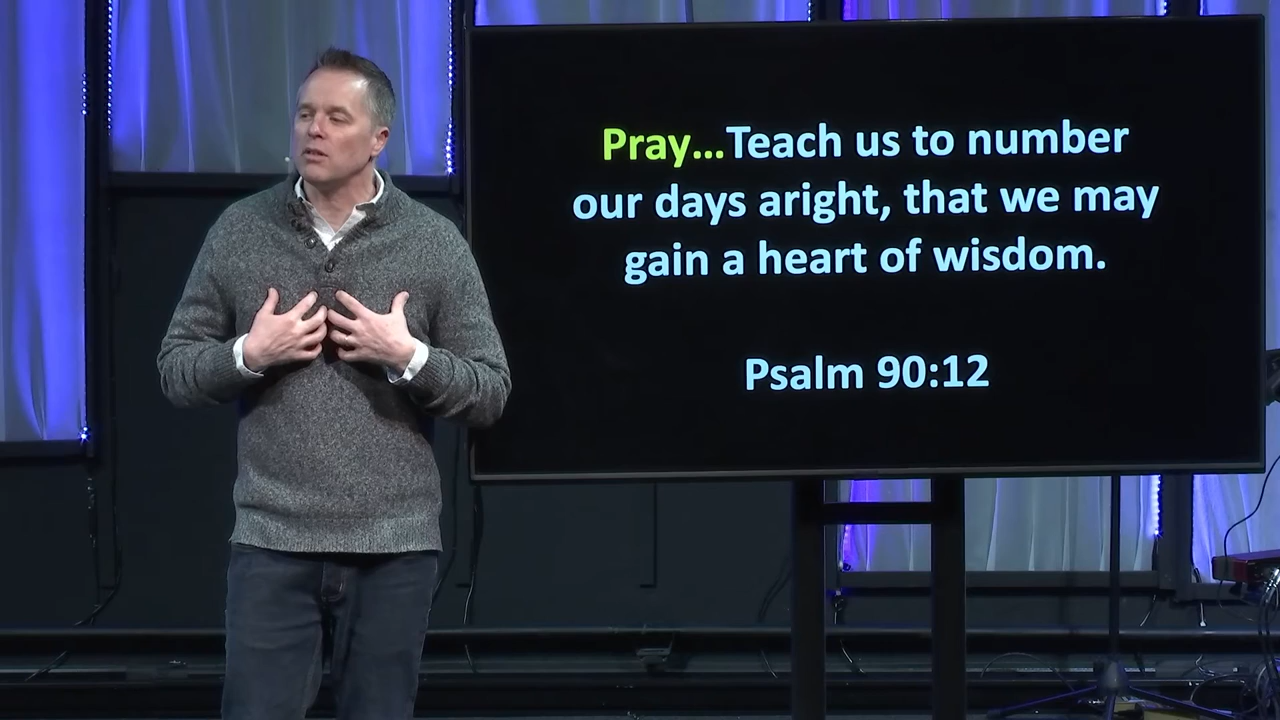 Pray...Teach us to number
our days aright, that we may
gain a heart of wisdom.
Psalm 90:12